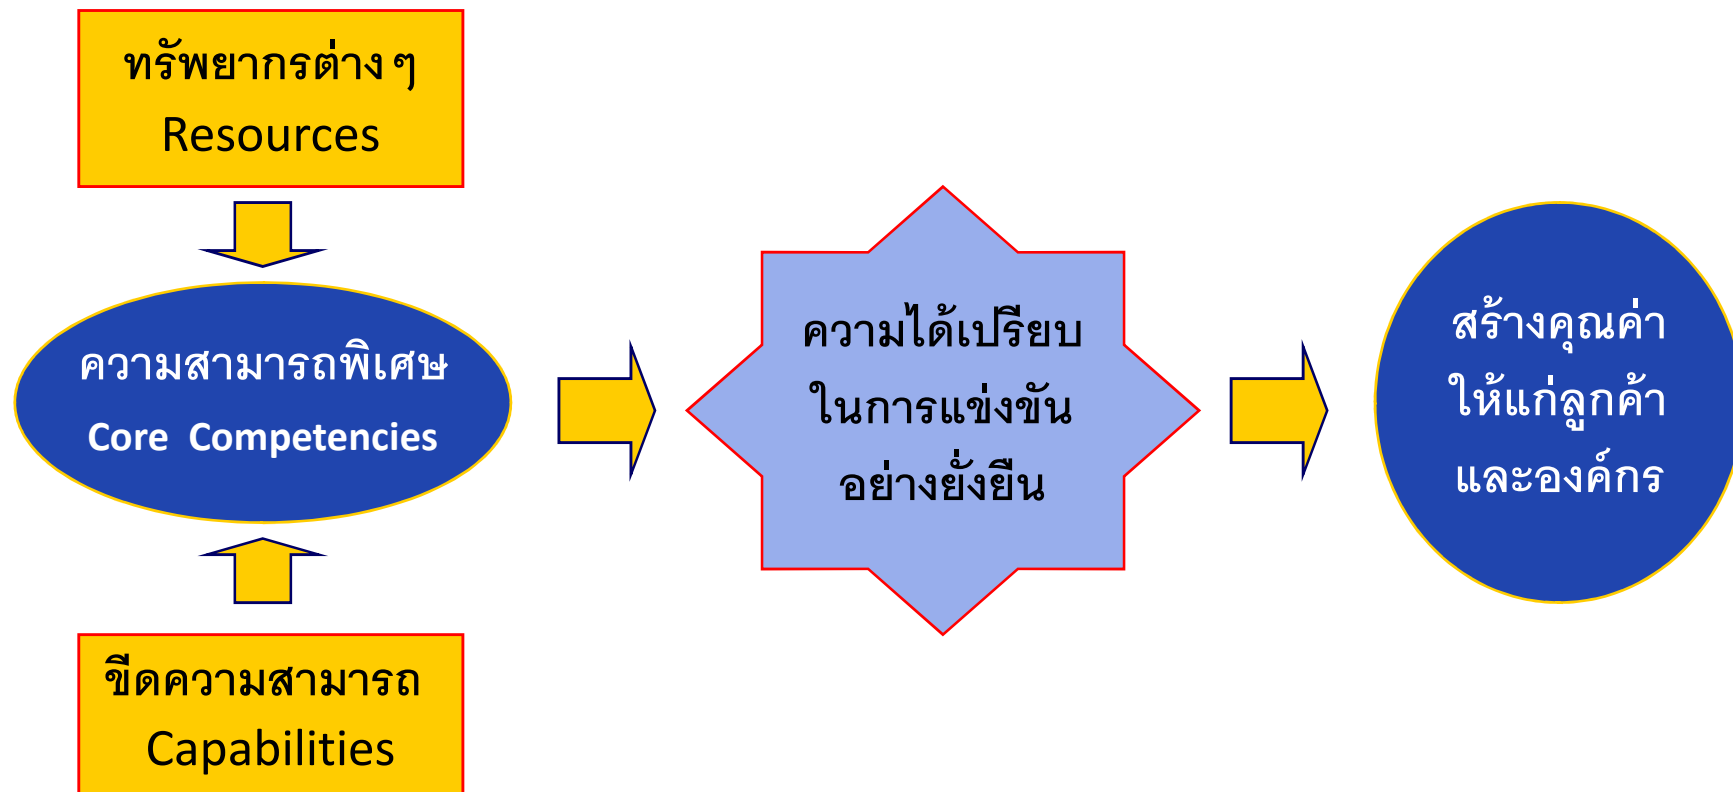 ทรัพยากรต่าง ๆ
Resources
ความสามารถพิเศษ
Core Competencies
ขีดความสามารถ
Capabilities
ความได้เปรียบ
ในการแข่งขัน
อย่างยั่งยืน
สร้างคุณค่า
ให้แก่ลูกค้า
และองค์กร